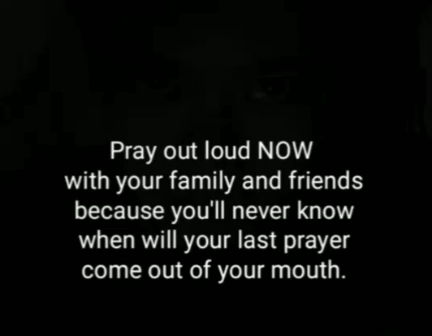 Pray out loud NOW
with your family and friends
because you'll never know
when will your last prayer
come out of your mouth.